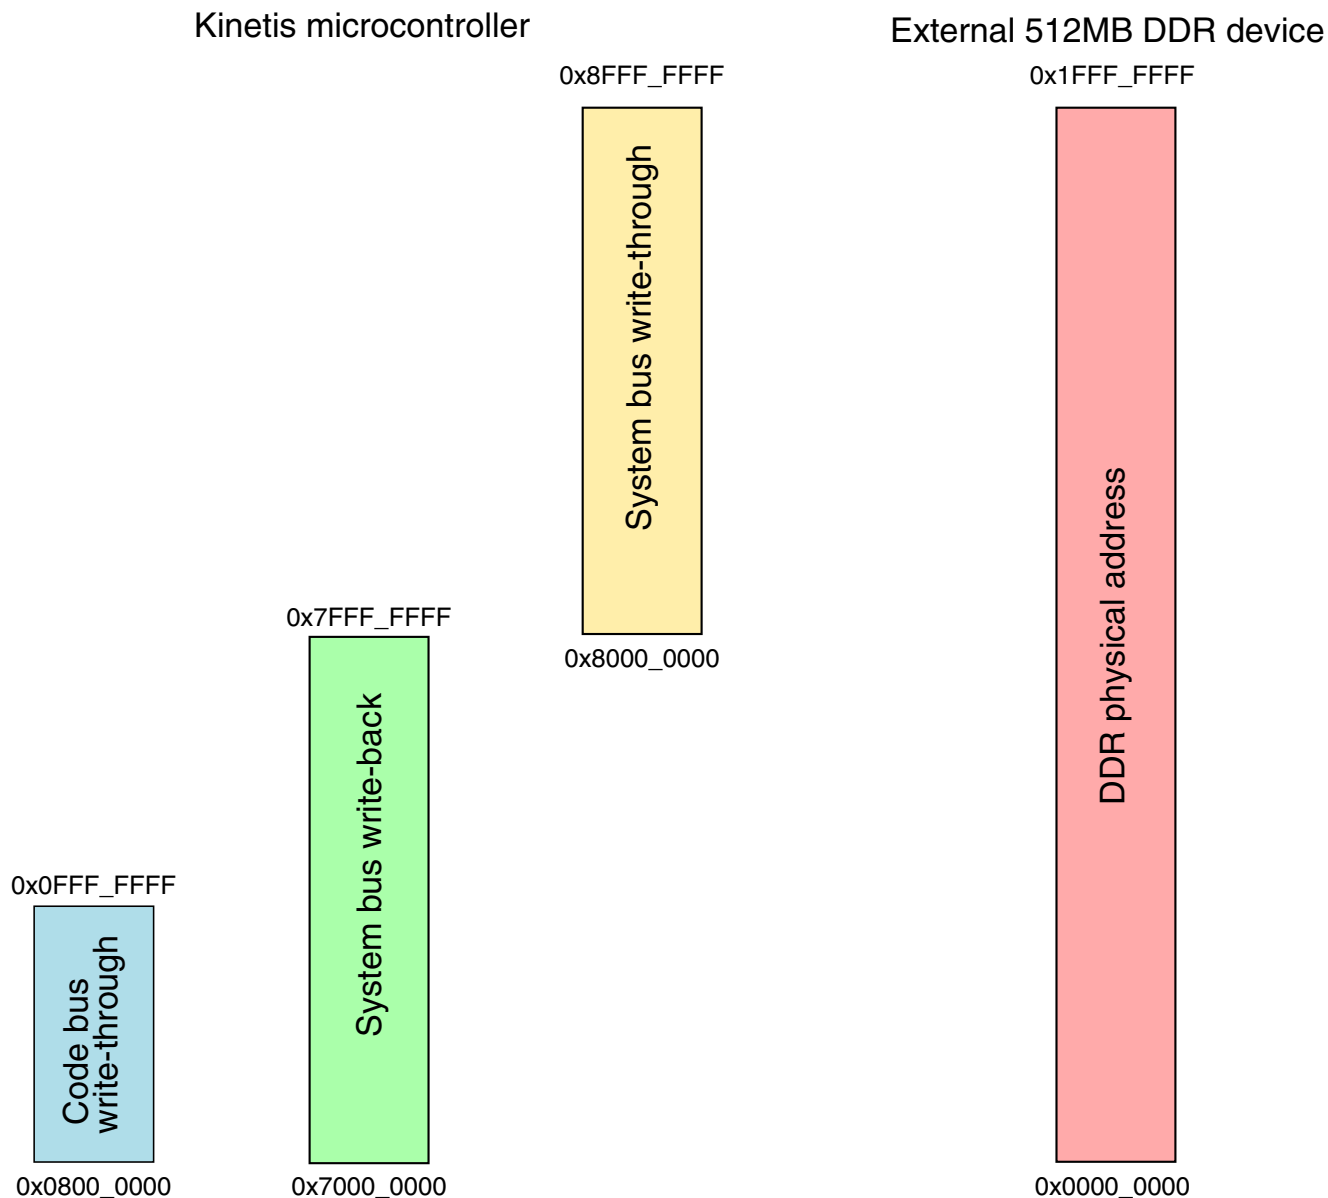 Kinetis microcontroller
External 512MB DDR device
0x8FFF_FFFF
0x1FFF_FFFF
System bus write-through
DDR physical address
0x7FFF_FFFF
0x8000_0000
System bus write-back
0x0FFF_FFFF
Code bus
write-through
0x0800_0000
0x7000_0000
0x0000_0000